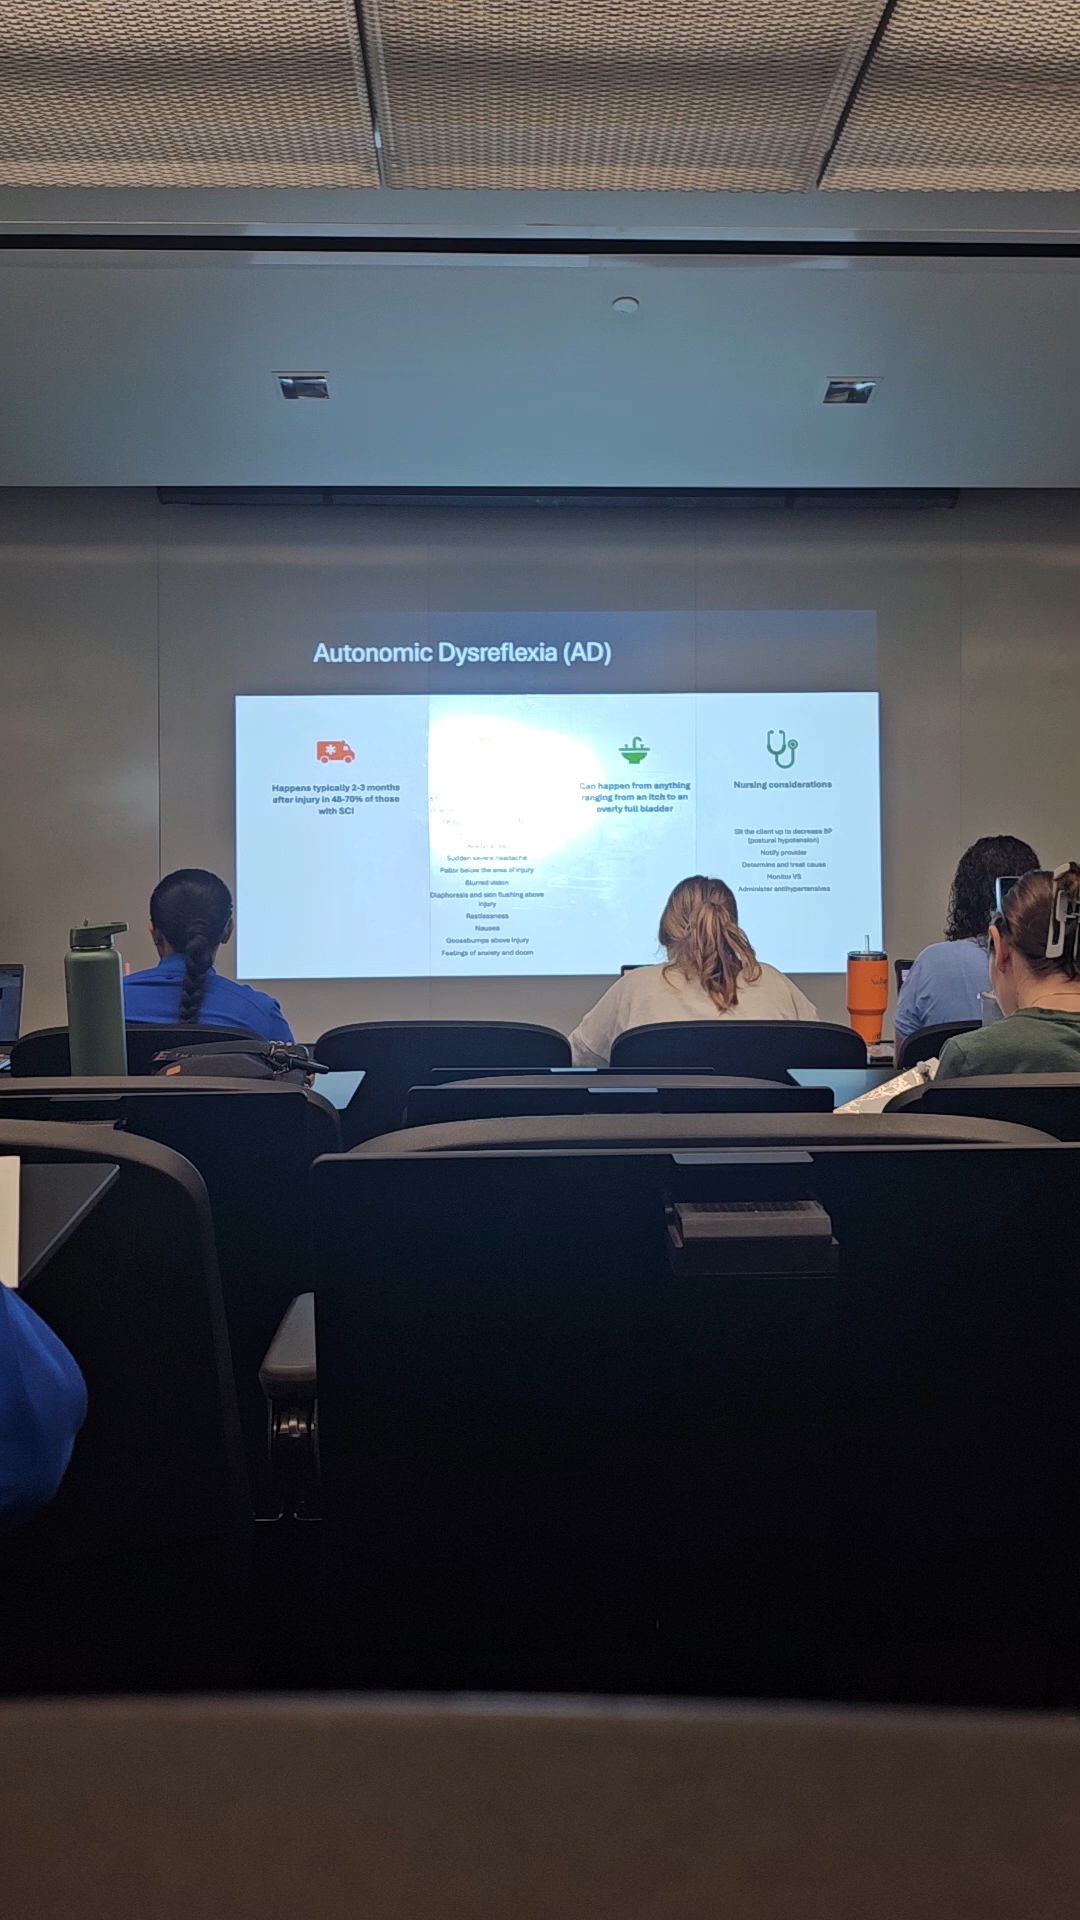 Autonomic Dysreflexia (AD)
Happens typically 2-3 months
after injury in 48-70% of those
with SCI
Sudden severe headache
Pallor below the area of injury
Blurred vision
Diaphoresis and skin flushing above
injury
Restlessness
Nausea
Goosebumps above injury
Feelings of anxiety and doom
Can happen from anything
ranging from an itch to an
overly full bladder
Nursing considerations
Sit the client up to decrease BP
(postural hypotension)
Notify provider
Determine and treat cause
Monitor VS
Administer antihypertensives